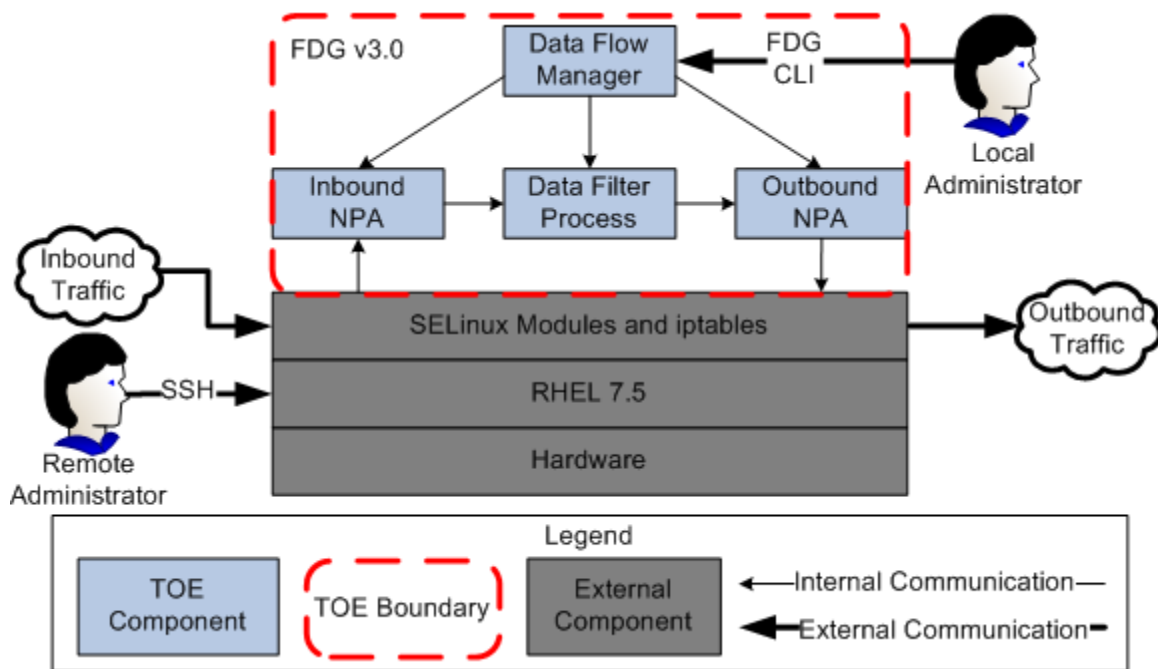 FDG v3.0
Data Flow
Manager
FDG
CLI
Local
Administrator
Inbound
NPA
Data Filter
Process
Outbound
NPA
Inbound
Traffic
SELinux Modules and iptables
Outbound
Traffic
SSH
RHEL 7.5
Remote
Administrator
Hardware
Legend
TOE
Component
TOE Boundary
External
Component
Internal Communication
External Communication